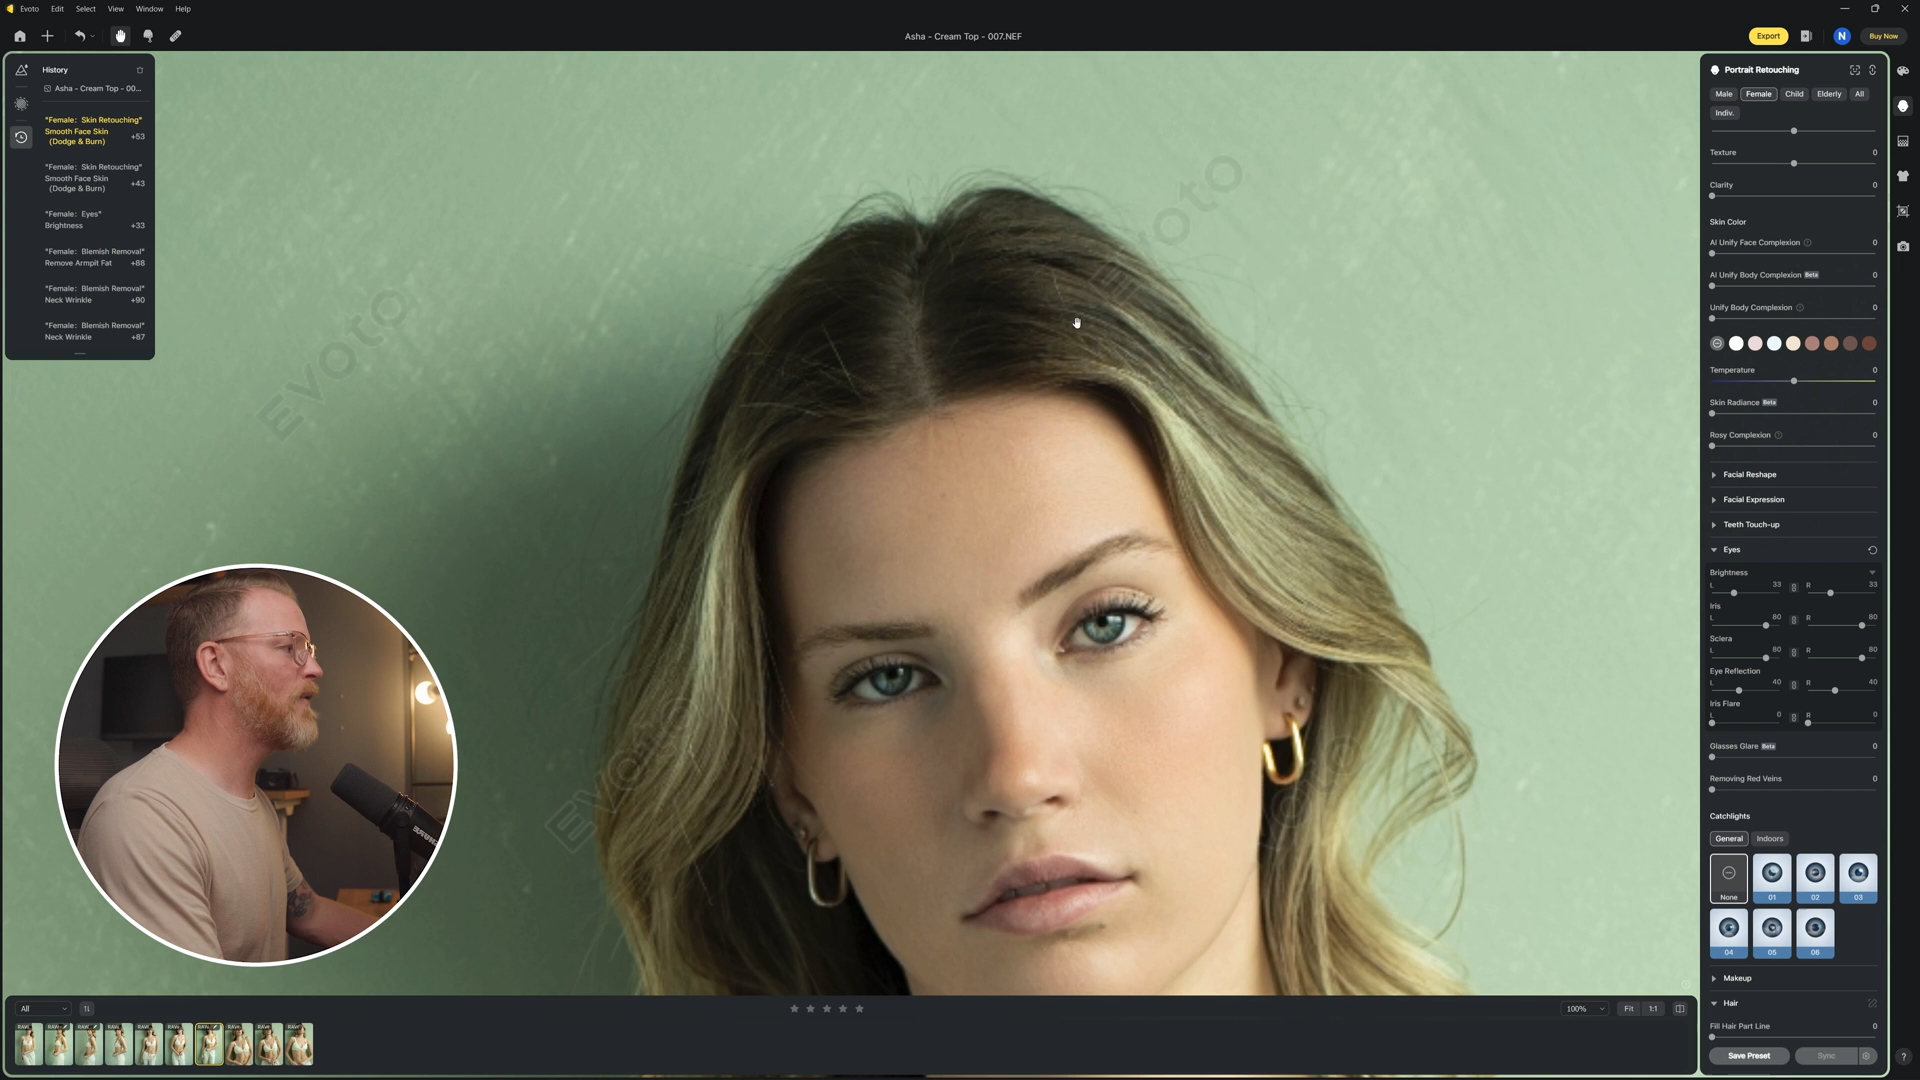 Evoto
Edit
Select
View
Window
Help
Asha - Cream Top - 007.NEF
Export
N
Buy Now
History
Asha - Cream Top - 00...
"Female: Skin Retouching"
Smooth Face Skin
(Dodge & Burn)
+53
"Female: Skin Retouching"
Smooth Face Skin
(Dodge & Burn)
+43
"Female: Eyes"
Brightness
+33
"Female: Blemish Removal"
Remove Armpit Fat
+88
"Female: Blemish Removal"
Neck Wrinkle
+90
"Female: Blemish Removal"
Neck Wrinkle
+87
EVOTO
EVOTO
Portrait Retouching
Male
Female
Child
Elderly
All
Indiv.
Texture
0
Clarity
0
Skin Color
AI Unify Face Complexion
0
AI Unify Body Complexion Beta
0
Unify Body Complexion
0
Temperature
0
Skin Radiance Beta
0
Rosy Complexion
0
Facial Reshape
Facial Expression
Teeth Touch-up
Eyes
Brightness
L 33 R 33
Iris
L 80 R 80
Sclera
L 80 R 80
Eye Reflection
L 40 R 40
Iris Flare
L 0 R 0
Glasses Glare Beta
0
Removing Red Veins
0
Catchlights
General
Indoors
None
01
02
03
04
05
06
Makeup
Hair
Fill Hair Part Line
0
Save Preset
Sync
?
All
100%
Fit
1:1